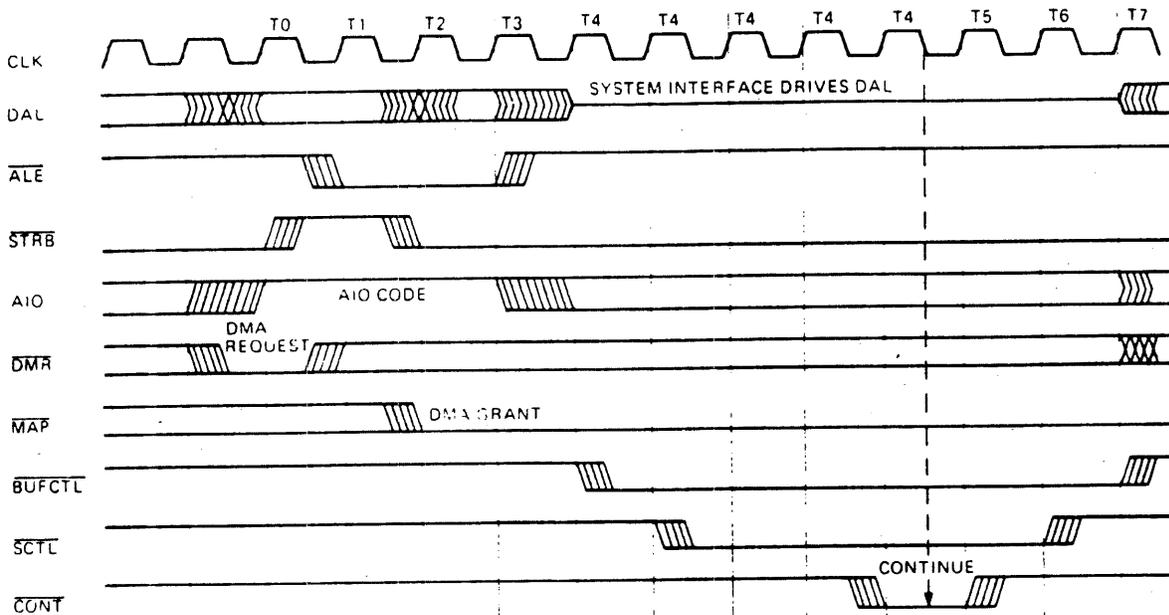 T0 T1 T2 T3 T4 T4 T4 T4 T4 T5 T6 T7
CLK
SYSTEM INTERFACE DRIVES DAL
DAL
ALE
STRB
AIO
AIO CODE
DMA
REQUEST
DMR
MAP
DMA GRANT
BUFCTL
SCTL
CONTINUE
CONT